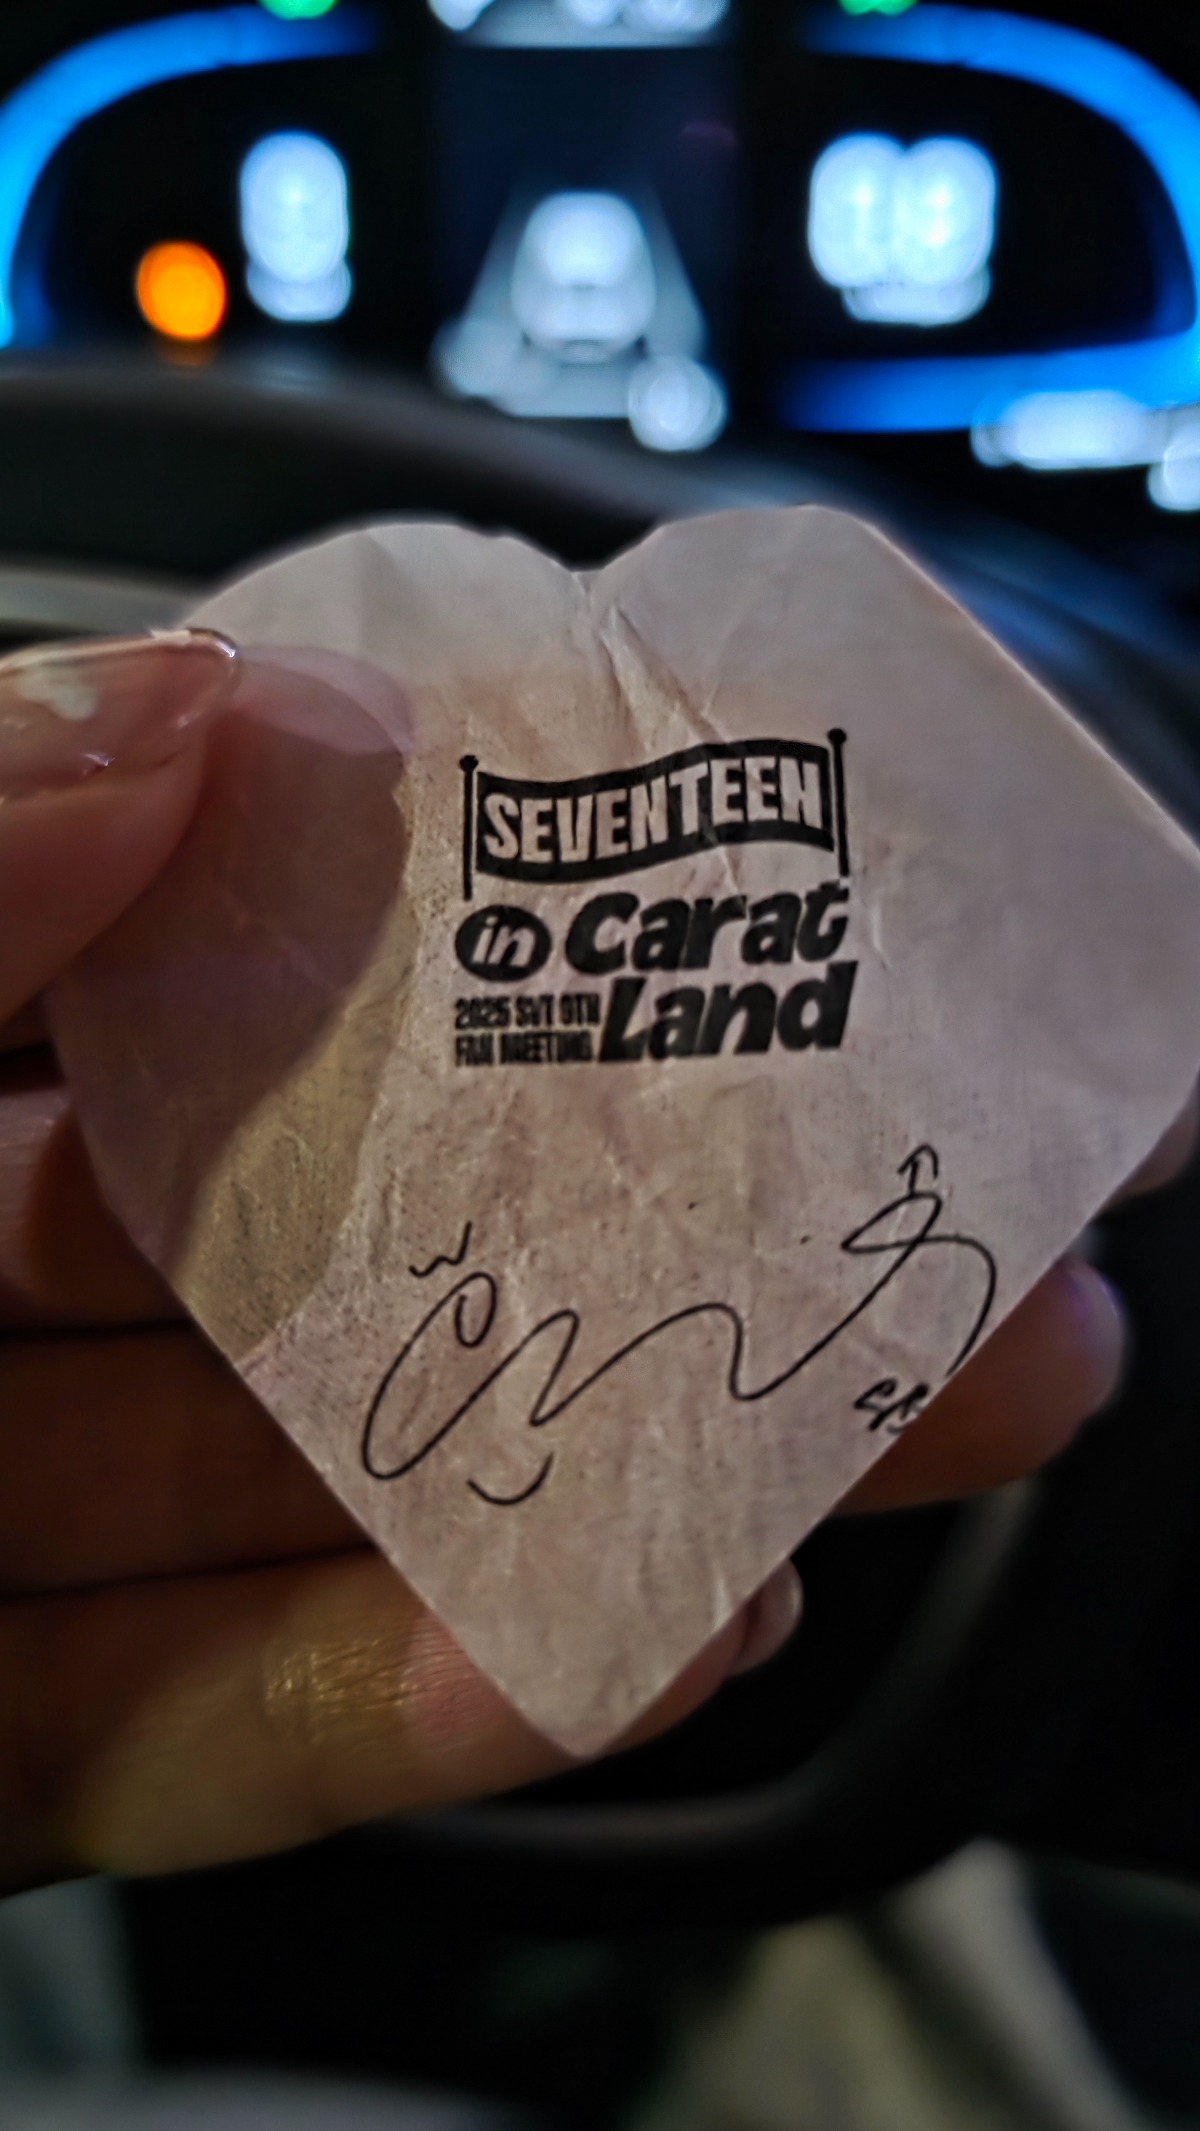 SEVENTEEN
in Carat
2025 SVT 9TH
FAN MEETING
Land